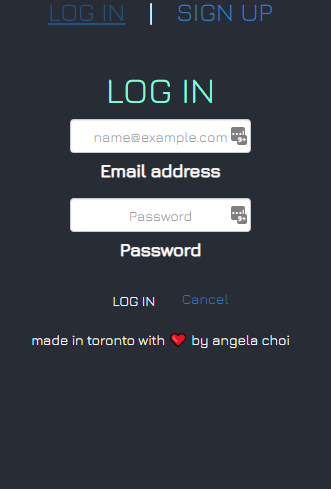 LOG IN | SIGN UP
LOG IN
name@example.com
Email address
Password
Password
LOG IN Cancel
made in toronto with ❤️ by angela choi